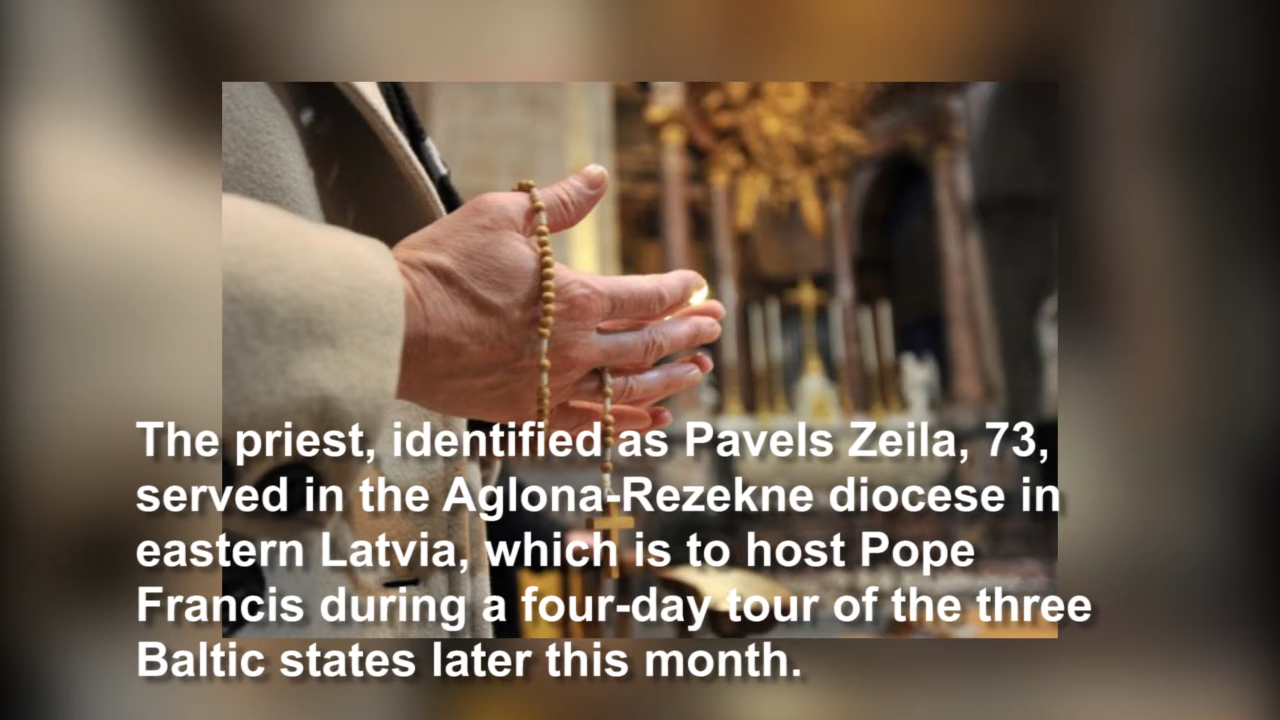 The priest, identified as Pavels Zeila, 73,
served in the Aglona-Rezekne diocese in
eastern Latvia, which is to host Pope
Francis during a four-day tour of the three
Baltic states later this month.